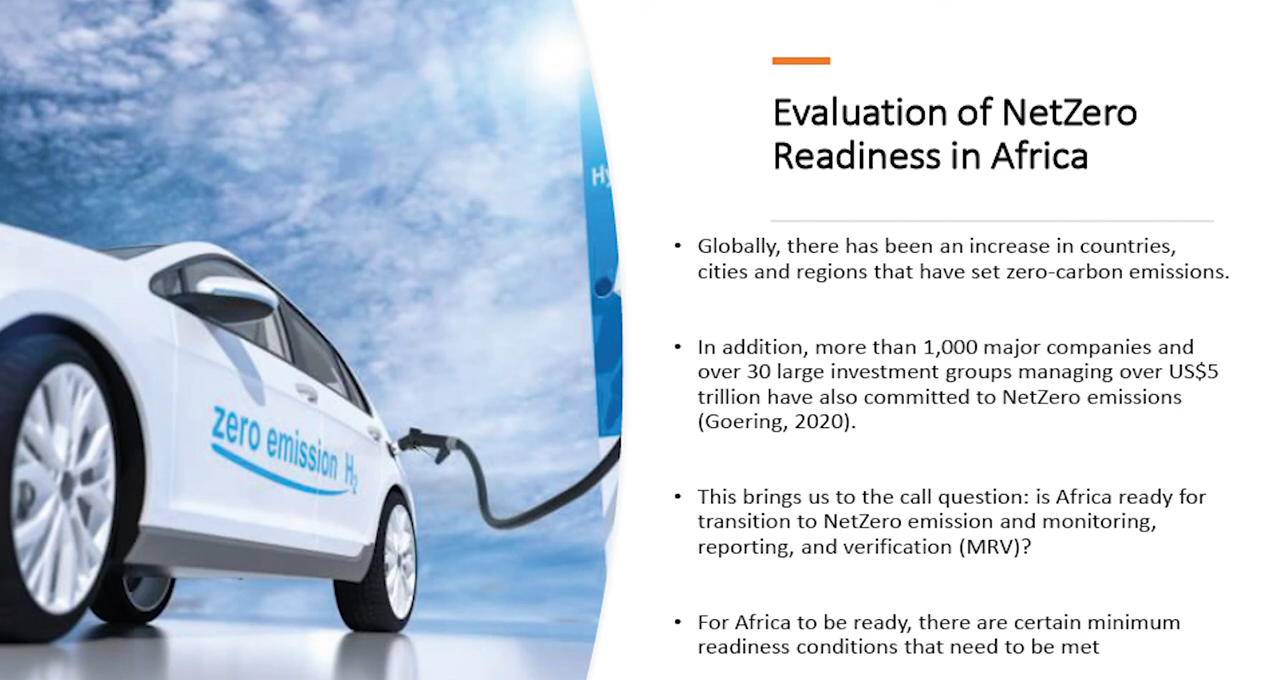 Evaluation of NetZero
Readiness in Africa
• Globally, there has been an increase in countries,
cities and regions that have set zero-carbon emissions.
• In addition, more than 1,000 major companies and
over 30 large investment groups managing over US$5
trillion have also committed to NetZero emissions
(Goering, 2020).
• This brings us to the call question: is Africa ready for
transition to NetZero emission and monitoring,
reporting, and verification (MRV)?
• For Africa to be ready, there are certain minimum
readiness conditions that need to be met
zero emission H₂
Hy